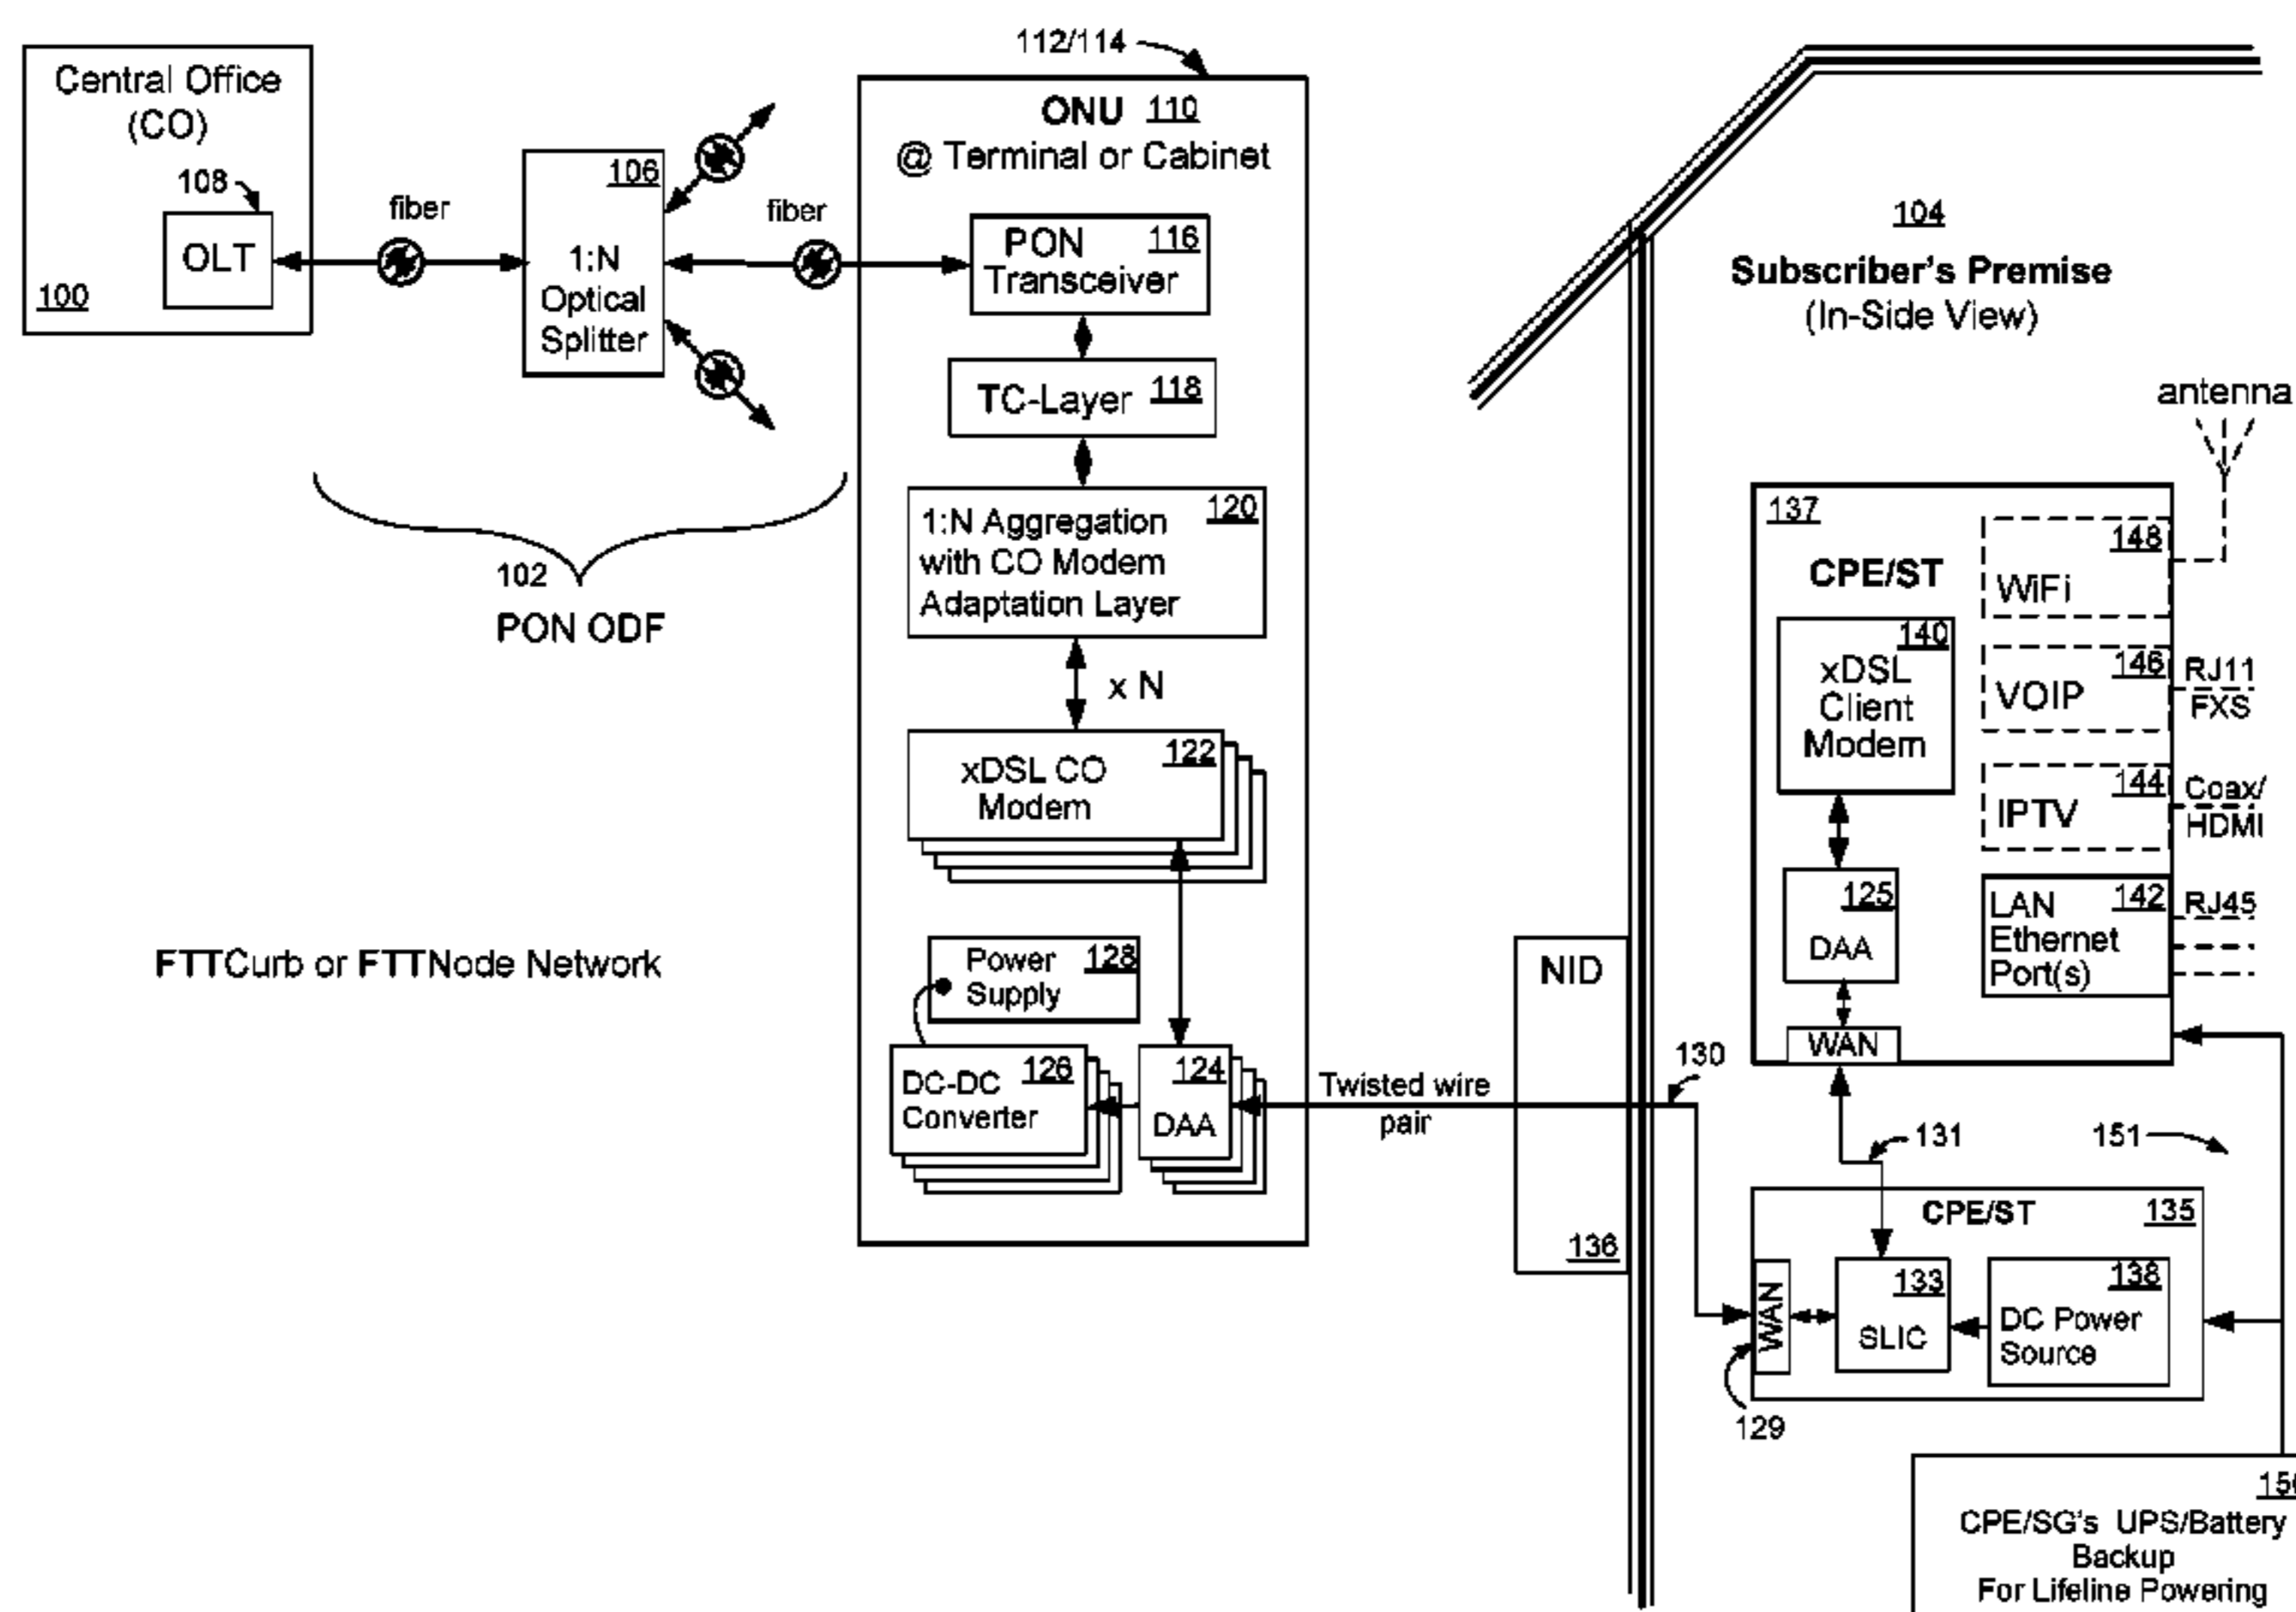 Central Office
(CO)
108
OLT
100
fiber
106
1:N
Optical
Splitter
fiber
102
PON ODF
FTTCurb or FTTNode Network
112/114
ONU 110
@ Terminal or Cabinet
PON 116
Transceiver
TC-Layer 118
120
1:N Aggregation
with CO Modem
Adaptation Layer
x N
122
xDSL CO
Modem
Power 128
Supply
DC-DC 126
Converter
124
DAA
Twisted wire
pair
NID
136
130
104
Subscriber's Premise
(In-Side View)
antenna
137
CPE/ST
148
WiFi
140
xDSL
Client
Modem
146
VOIP
RJ11
FXS
144
IPTV
Coax/
HDMI
125
DAA
LAN 142
Ethernet
Port(s)
RJ45
WAN
131
151
CPE/ST 135
WAN
133
SLIC
138
DC Power
Source
129
CPE/SG's UPS/Battery
Backup
For Lifeline Powering